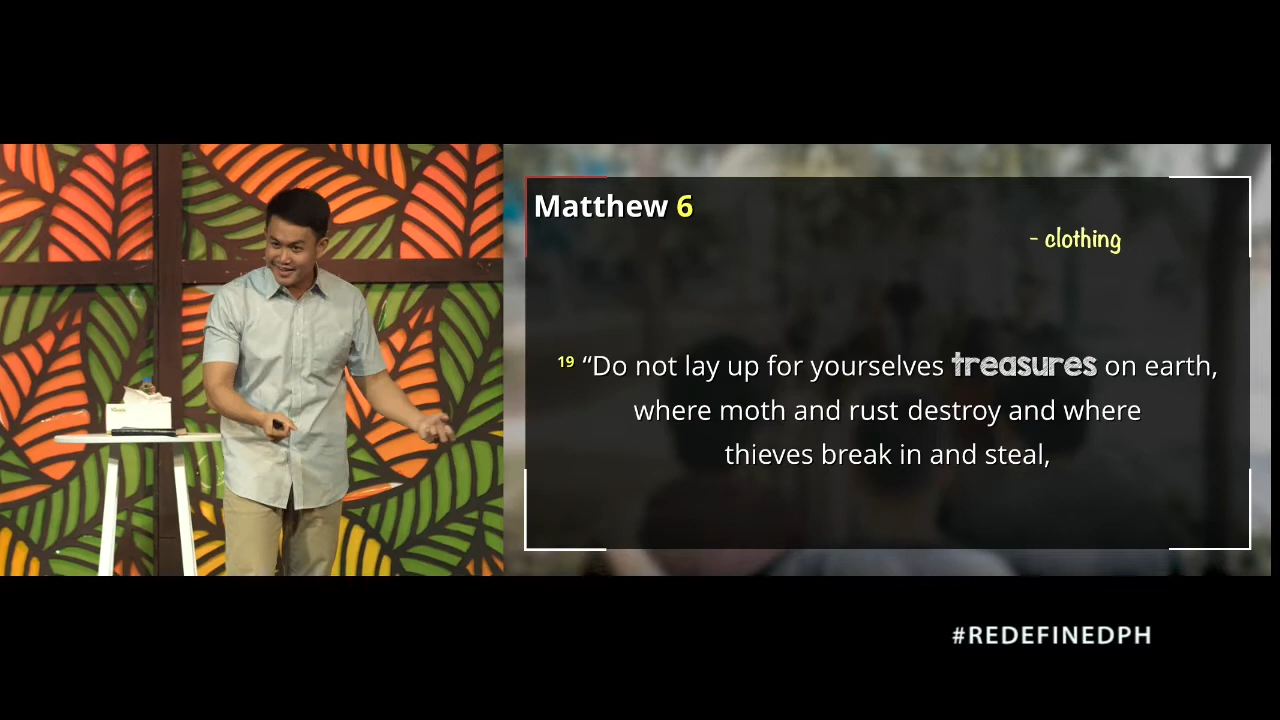 Matthew 6
- clothing
19 “Do not lay up for yourselves treasures on earth,
where moth and rust destroy and where
thieves break in and steal,
#REDEFINEDPH